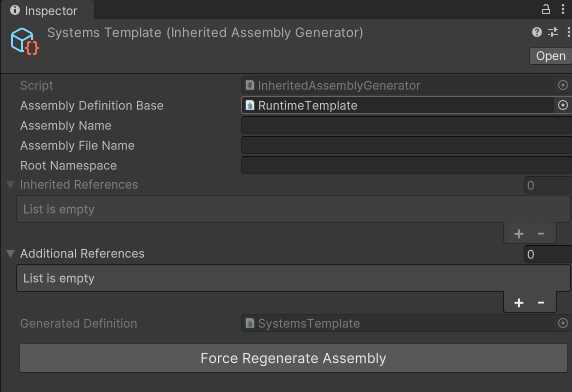 Inspector
Systems Template (Inherited Assembly Generator)
Open
Script InheritedAssemblyGenerator
Assembly Definition Base RuntimeTemplate
Assembly Name
Assembly File Name
Root Namespace
Inherited References 0
List is empty
+ -
Additional References 0
List is empty
+ -
Generated Definition SystemsTemplate
Force Regenerate Assembly